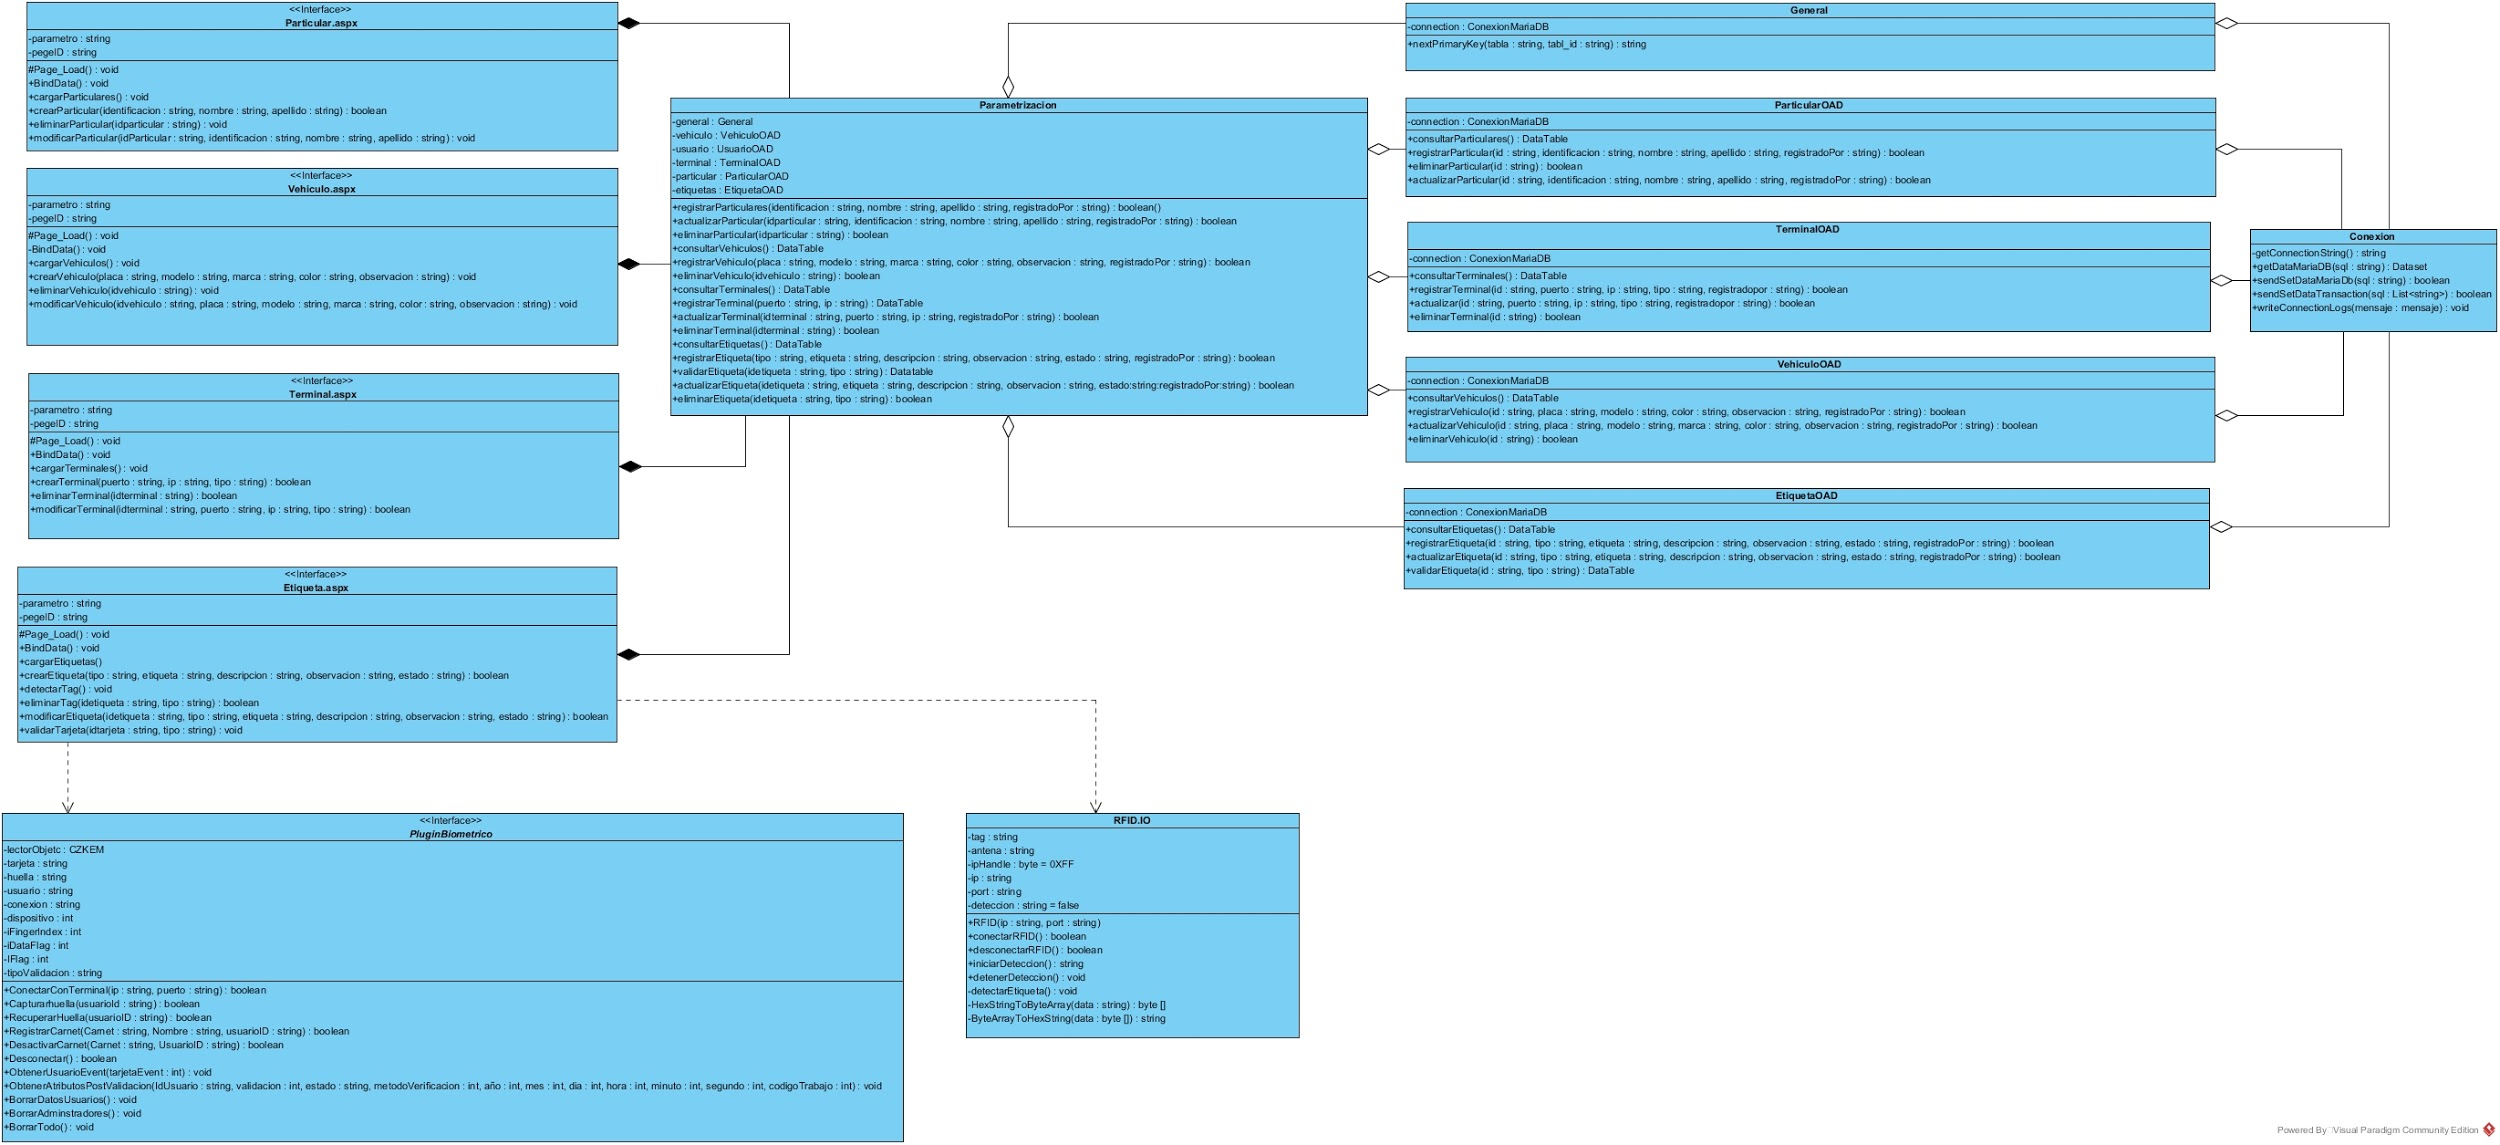 <<Interface>>
Particular.aspx
-parametro : string
-pegeID : string
#Page_Load() : void
+BindData() : void
+cargarParticulares() : void
+crearParticular(identificacion : string, nombre : string, apellido : string) : boolean
+eliminarParticular(idparticular : string) : void
+modificarParticular(idParticular : string, identificacion : string, nombre : string, apellido : string) : void
<<Interface>>
Vehiculo.aspx
-parametro : string
-pegeID : string
#Page_Load() : void
-BindData() : void
+cargarVehiculos() : void
+crearVehiculo(placa : string, modelo : string, marca : string, color : string, observacion : string) : void
+eliminarVehiculo(idvehiculo : string) : void
+modificarVehiculo(idvehiculo : string, placa : string, modelo : string, marca : string, color : string, observacion : string) : void
<<Interface>>
Terminal.aspx
-parametro : string
-pegeID : string
#Page_Load() : void
+BindData() : void
+cargarTerminales() : void
+crearTerminal(puerto : string, ip : string, tipo : string) : boolean
+eliminarTerminal(idterminal : string) : boolean
+modificarTerminal(idterminal : string, puerto : string, ip : string, tipo : string) : boolean
<<Interface>>
Etiqueta.aspx
-parametro : string
-pegeID : string
#Page_Load() : void
+BindData() : void
+cargarEtiquetas()
+crearEtiqueta(tipo : string, etiqueta : string, descripcion : string, observacion : string, estado : string) : boolean
+detectarTag() : void
+eliminarTag(idetiqueta : string, tipo : string) : boolean
+modificarEtiqueta(idetiqueta : string, tipo : string, etiqueta : string, descripcion : string, observacion : string, estado : string) : boolean
+validarTarjeta(idtarjeta : string, tipo : string) : void
Parametrizacion
-general : General
-vehiculo : VehiculoOAD
-usuario : UsuarioOAD
-terminal : TerminalOAD
-particular : ParticularOAD
-etiquetas : EtiquetaOAD
+registrarParticulares(identificacion : string, nombre : string, apellido : string, registradoPor : string) : boolean()
+actualizarParticular(idparticular : string, identificacion : string, nombre : string, apellido : string, registradoPor : string) : boolean
+eliminarParticular(idparticular : string) : boolean
+consultarVehiculos() : DataTable
+registrarVehiculo(placa : string, modelo : string, marca : string, color : string, observacion : string, registradoPor : string) : boolean
+eliminarVehiculo(idvehiculo : string) : boolean
+consultarTerminales() : DataTable
+registrarTerminal(puerto : string, ip : string) : DataTable
+actualizarTerminal(idterminal : string, puerto : string, ip : string, registradoPor : string) : boolean
+eliminarTerminal(idterminal : string) : boolean
+consultarEtiquetas() : DataTable
+registrarEtiqueta(tipo : string, etiqueta : string, descripcion : string, observacion : string, estado : string, registradoPor : string) : boolean
+validarEtiqueta(idetiqueta : string, tipo : string) : Datatable
+actualizarEtiqueta(idetiqueta : string, etiqueta : string, descripcion : string, observacion : string, estado:string:registradoPor:string) : boolean
+eliminarEtiqueta(idetiqueta : string, tipo : string) : boolean
General
-connection : ConexionMariaDB
+nextPrimaryKey(tabla : string, tabl_id : string) : string
ParticularOAD
-connection : ConexionMariaDB
+consultarParticulares() : DataTable
+registrarParticular(id : string, identificacion : string, nombre : string, apellido : string, registradoPor : string) : boolean
+eliminarParticular(id : string) : boolean
+actualizarParticular(id : string, identificacion : string, nombre : string, apellido : string, registradoPor : string) : boolean
TerminalOAD
-connection : ConexionMariaDB
+consultarTerminales() : DataTable
+registrarTerminal(id : string, puerto : string, ip : string, tipo : string, registradopor : string) : boolean
+actualizar(id : string, puerto : string, ip : string, tipo : string, registradopor : string) : boolean
+eliminarTerminal(id : string) : boolean
VehiculoOAD
-connection : ConexionMariaDB
+consultarVehiculos() : DataTable
+registrarVehiculo(id : string, placa : string, modelo : string, color : string, observacion : string, registradoPor : string) : boolean
+actualizarVehiculo(id : string, placa : string, modelo : string, marca : string, color : string, observacion : string, registradoPor : string) : boolean
+eliminarVehiculo(id : string) : boolean
EtiquetaOAD
-connection : ConexionMariaDB
+consultarEtiquetas() : DataTable
+registrarEtiqueta(id : string, tipo : string, etiqueta : string, descripcion : string, observacion : string, estado : string, registradoPor : string) : boolean
+actualizarEtiqueta(id : string, tipo : string, etiqueta : string, descripcion : string, observacion : string, estado : string, registradoPor : string) : boolean
+validarEtiqueta(id : string, tipo : string) : DataTable
Conexion
-getConnectionString() : string
+getDataMariaDB(sql : string) : Dataset
+sendSetDataMariaDb(sql : string) : boolean
+sendSetDataTransaction(sql : List<string>) : boolean
+writeConnectionLogs(mensaje : mensaje) : void
<<Interface>>
PluginBiometrico
-lectorObjetc : CZKEM
-tarjeta : string
-huella : string
-usuario : string
-conexion : string
-dispositivo : int
-iFingerIndex : int
-iDataFlag : int
-IFlag : int
-tipoValidacion : string
+ConectarConTerminal(ip : string, puerto : string) : boolean
+Capturarhuella(usuarioId : string) : boolean
+RecuperarHuella(usuarioID : string) : boolean
+RegistrarCarnet(Carnet : string, Nombre : string, usuarioID : string) : boolean
+DesactivarCarnet(Carnet : string, UsuarioID : string) : boolean
+Desconectar() : boolean
+ObtenerUsuarioEvent(tarjetaEvent : int) : void
+ObtenerAtributosPostValidacion(IdUsuario : string, validacion : int, estado : string, metodoVerificacion : int, año : int, mes : int, dia : int, hora : int, minuto : int, segundo : int, codigoTrabajo : int) : void
+BorrarDatosUsuarios() : void
+BorrarAdminstradores() : void
+BorrarTodo() : void
RFID.IO
-tag : string
-antena : string
-ipHandle : byte = 0XFF
-ip : string
-port : string
-deteccion : string = false
+RFID(ip : string, port : string)
+conectarRFID() : boolean
+desconectarRFID() : boolean
+iniciarDeteccion() : string
+detenerDeteccion() : void
-detectarEtiqueta() : void
-HexStringToByteArray(data : string) : byte []
-ByteArrayToHexString(data : byte []) : string
Powered By Visual Paradigm Community Edition